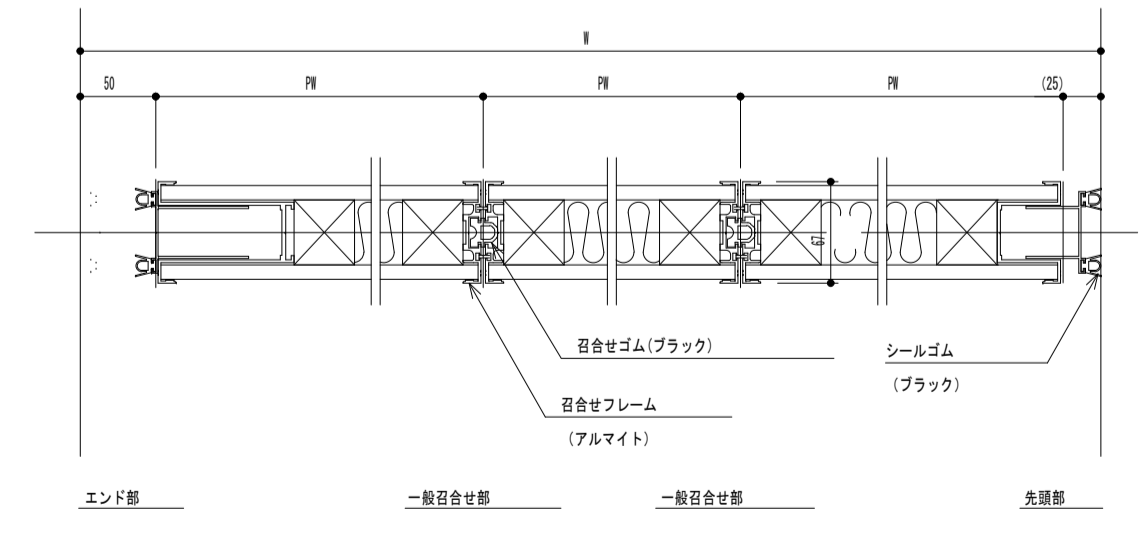 W
50
PW
PW
PW
(25)
67
召合せゴム(ブラック)
シールゴム
(ブラック)
召合せフレーム
(アルマイト)
エンド部
一般召合せ部
一般召合せ部
先頭部